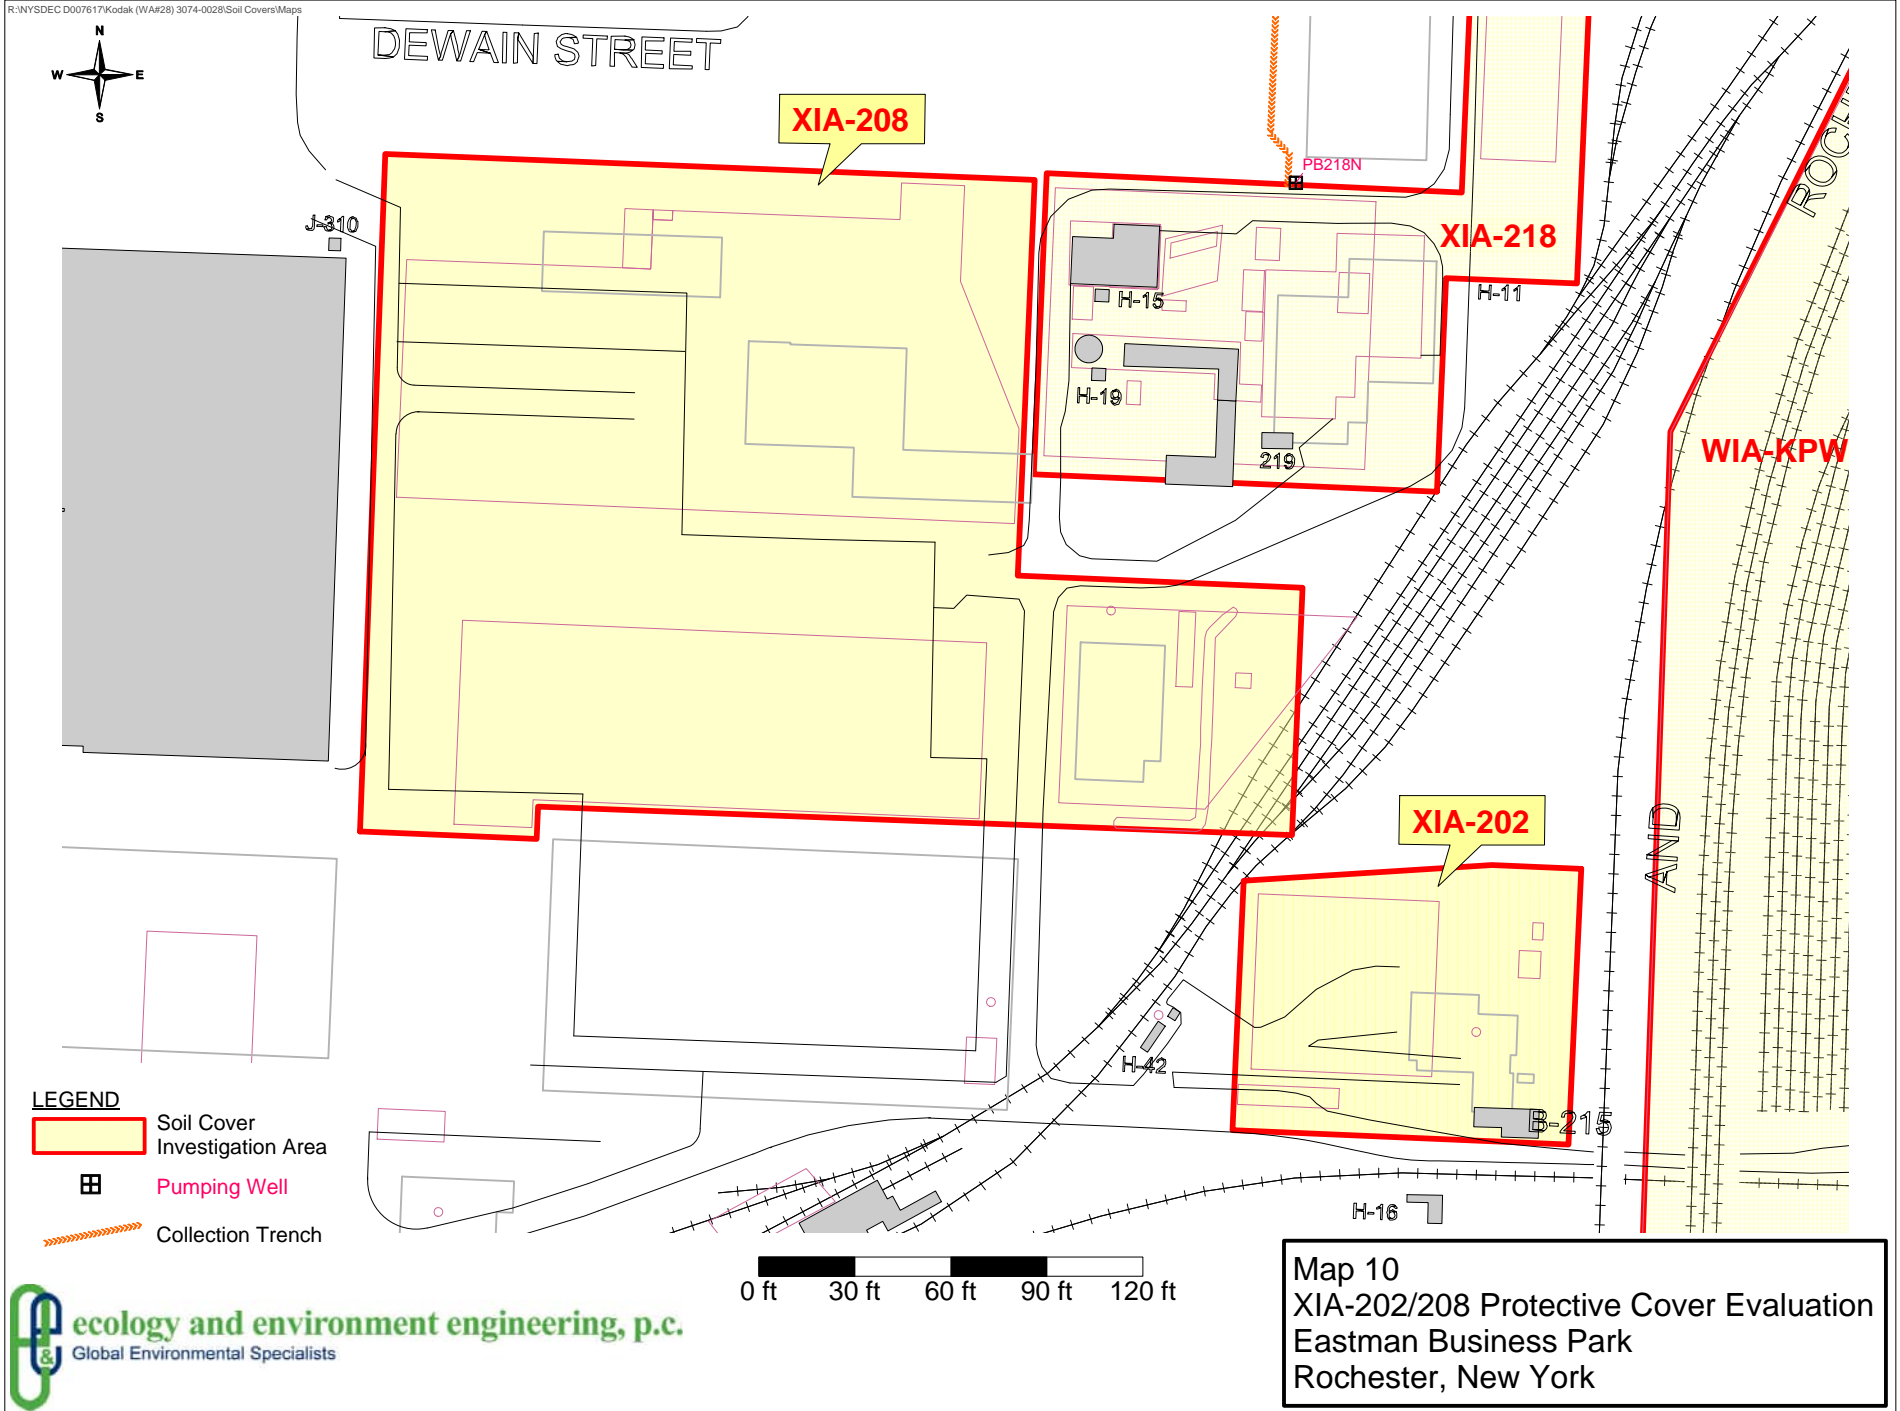 R:\NYSDEC D007617\Kodak (WA#28) 3074-0028\Soil Covers\Maps
N
W E
S
DEWAIN STREET
XIA-208
PB218N
J-310
XIA-218
H-15
H-11
H-19
219
WIA-KPW
XIA-202
AND
H-42
B-215
H-16
LEGEND
Soil Cover
Investigation Area
Pumping Well
Collection Trench
0 ft 30 ft 60 ft 90 ft 120 ft
ecology and environment engineering, p.c.
Global Environmental Specialists
Map 10
XIA-202/208 Protective Cover Evaluation
Eastman Business Park
Rochester, New York